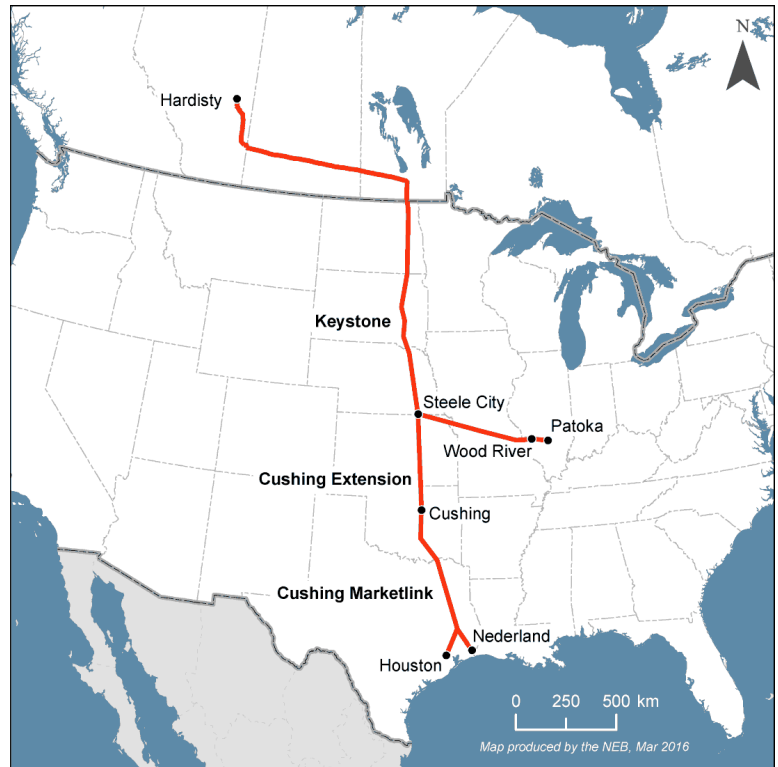 N
Hardisty
Keystone
Steele City
Patoka
Wood River
Cushing Extension
Cushing
Cushing Marketlink
Nederland
Houston
0 250 500 km
Map produced by the NEB, Mar 2016